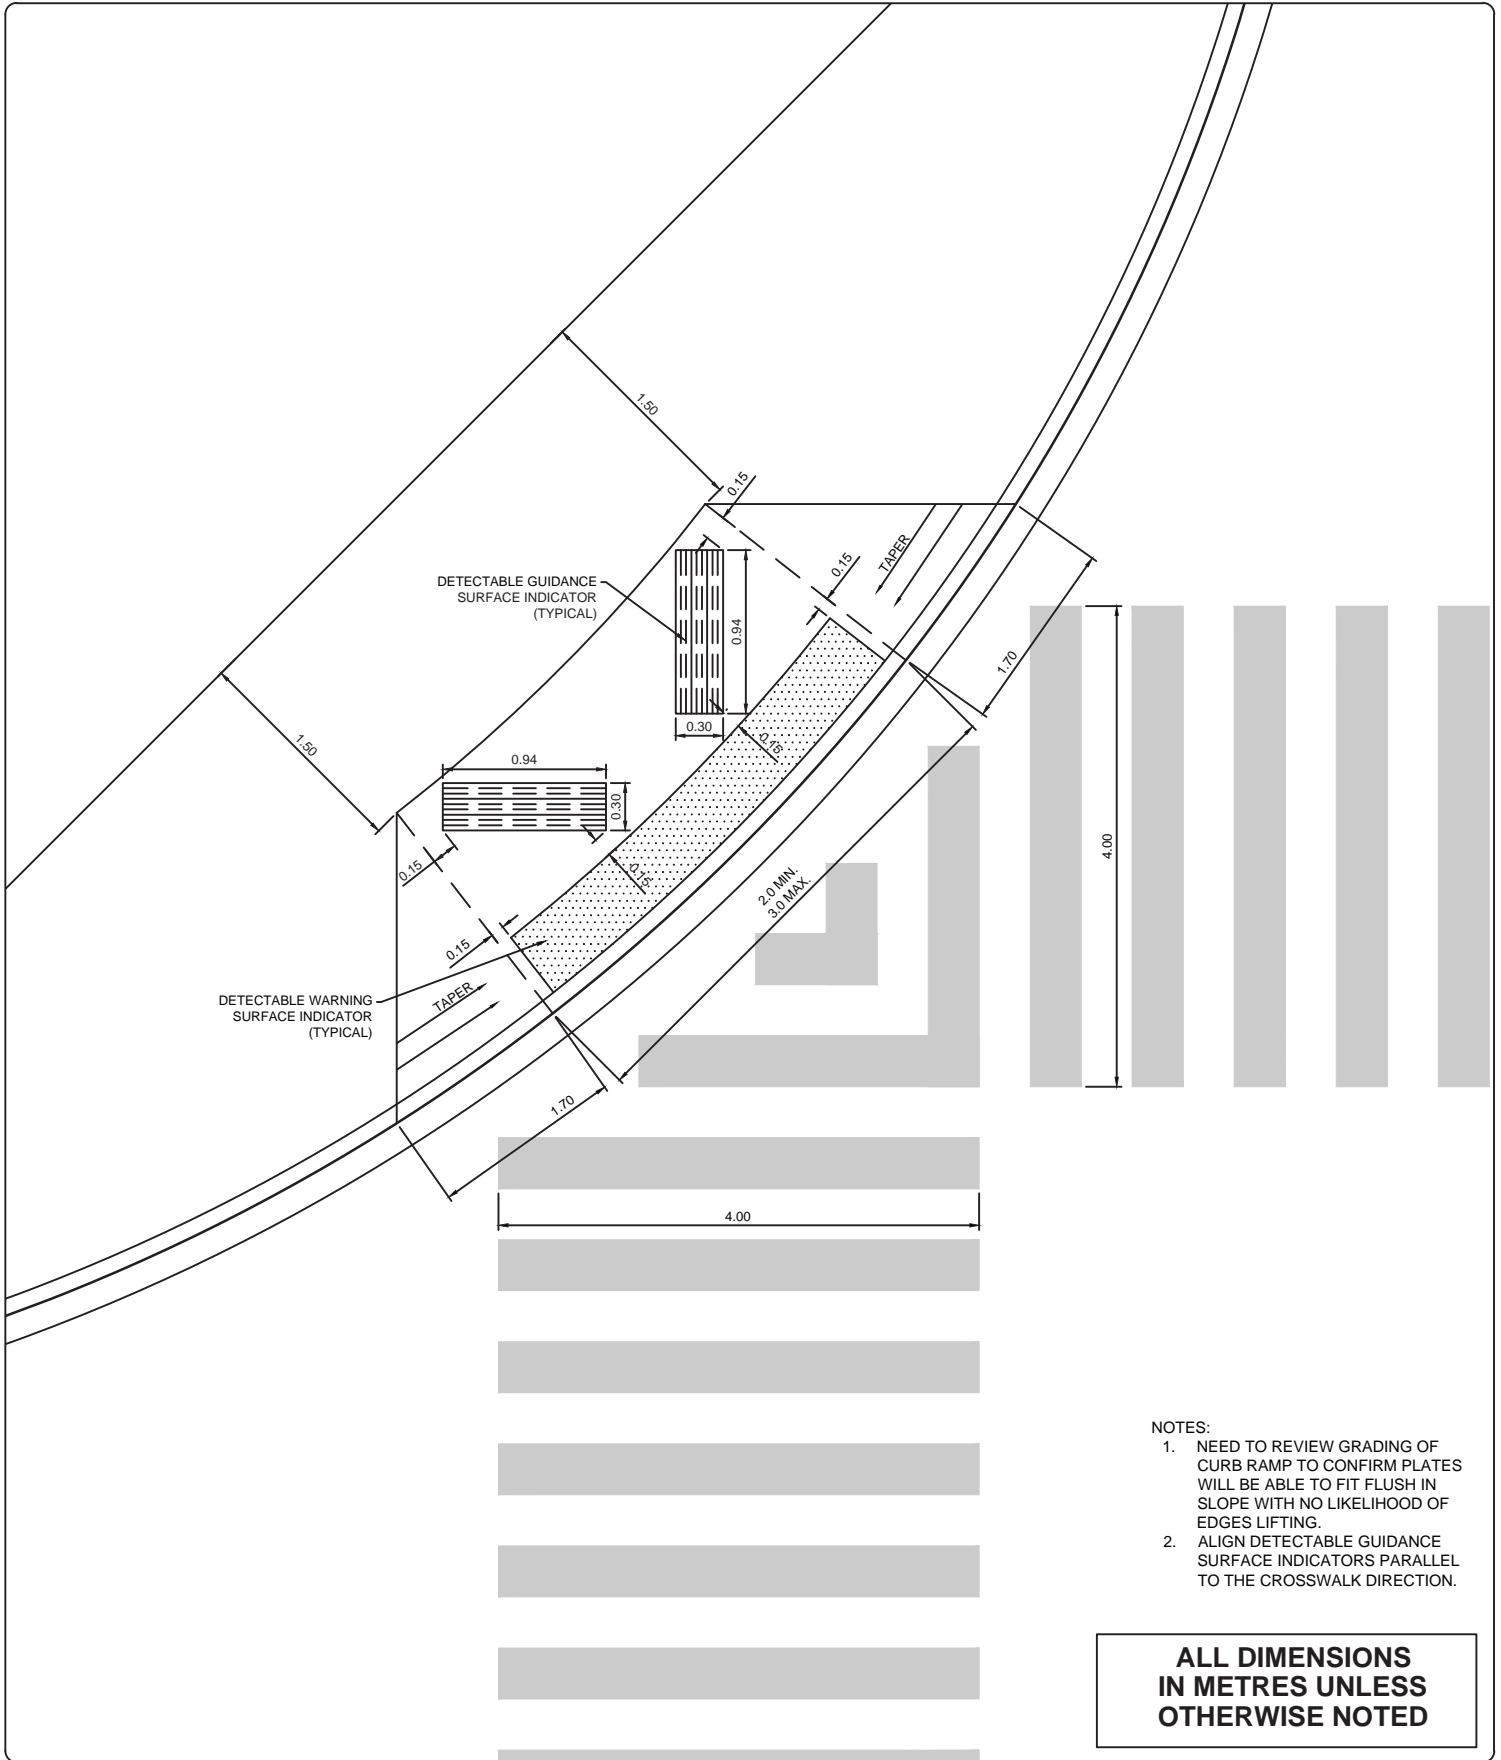 1.50
0.15
DETECTABLE GUIDANCE
SURFACE INDICATOR
(TYPICAL)
0.15
TAPER
0.94
0.30
1.70
1.50
0.94
0.30
0.15
0.15
0.15
4.00
2.0 MIN.
3.0 MAX.
0.15
DETECTABLE WARNING
SURFACE INDICATOR
(TYPICAL)
TAPER
1.70
4.00
NOTES:
1. NEED TO REVIEW GRADING OF
CURB RAMP TO CONFIRM PLATES
WILL BE ABLE TO FIT FLUSH IN
SLOPE WITH NO LIKELIHOOD OF
EDGES LIFTING.
2. ALIGN DETECTABLE GUIDANCE
SURFACE INDICATORS PARALLEL
TO THE CROSSWALK DIRECTION.
ALL DIMENSIONS
IN METRES UNLESS
OTHERWISE NOTED